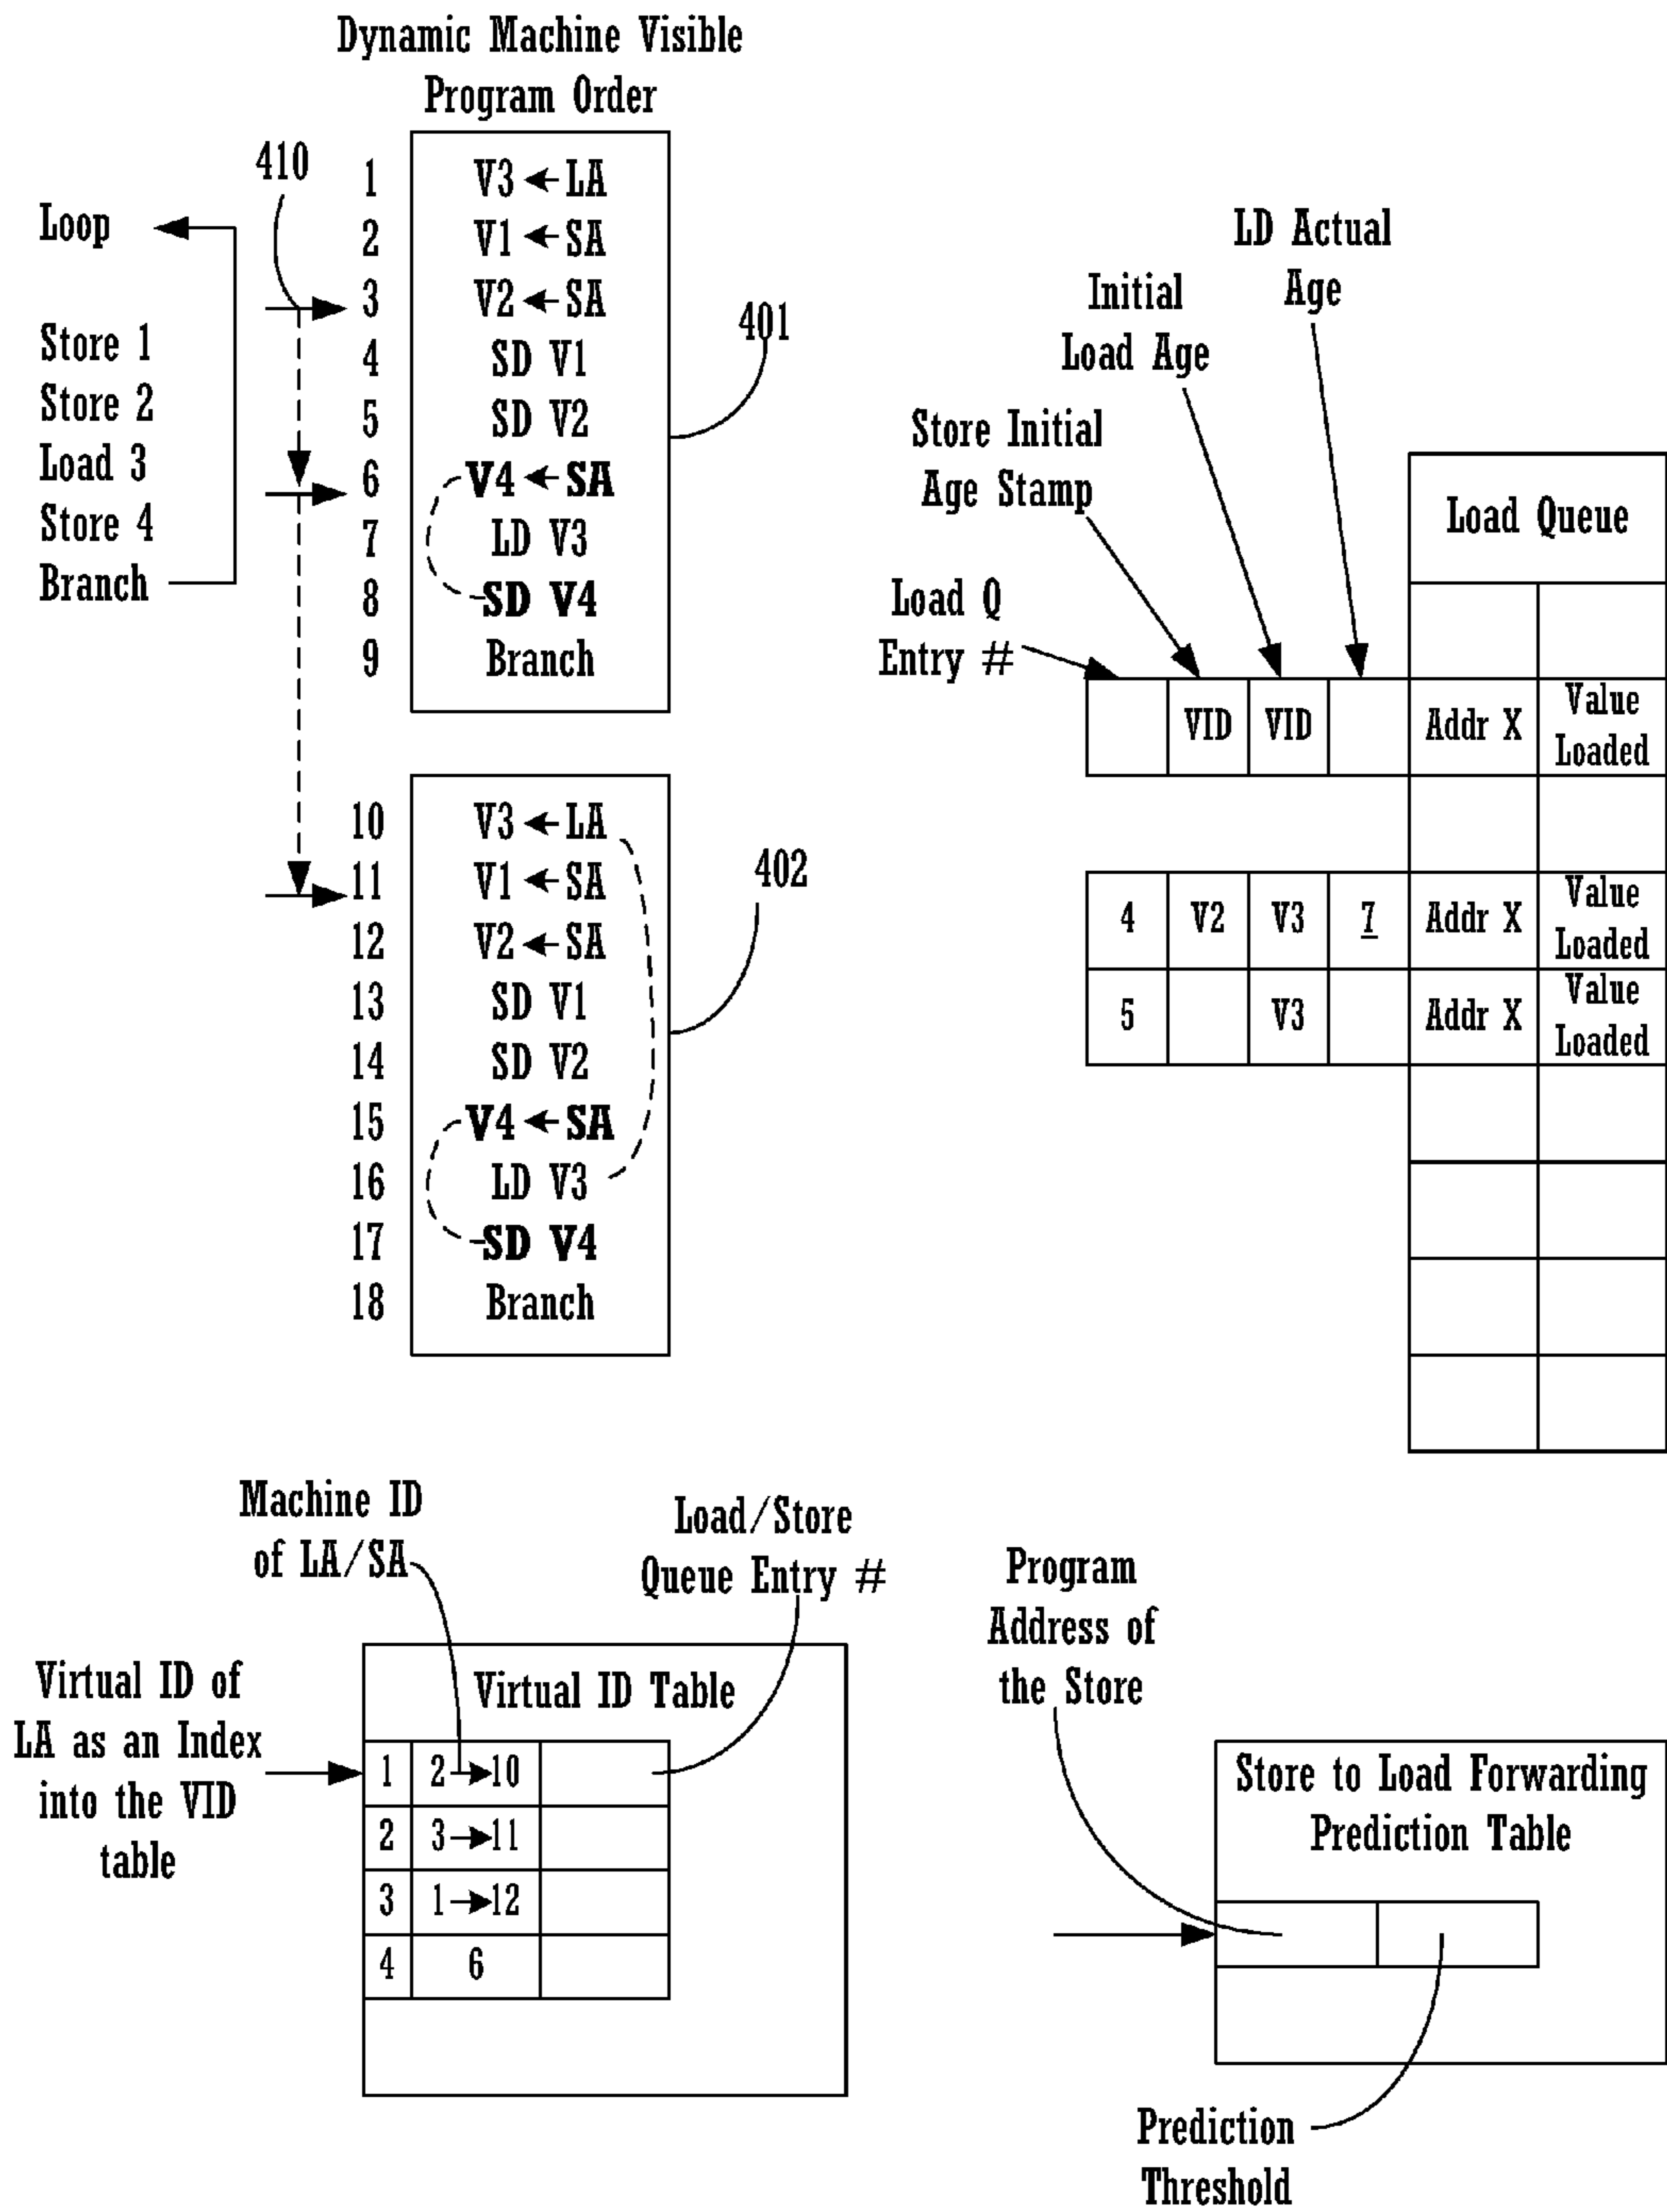 Dynamic Machine Visible
Program Order
410
Loop
Store 1
Store 2
Load 3
Store 4
Branch
1 V3 ← LA
2 V1 ← SA
3 V2 ← SA
4 SD V1
5 SD V2
6 V4 ← SA
7 LD V3
8 SD V4
9 Branch
401
10 V3 ← LA
11 V1 ← SA
12 V2 ← SA
13 SD V1
14 SD V2
15 V4 ← SA
16 LD V3
17 SD V4
18 Branch
402
LD Actual
Age
Initial
Load Age
Store Initial
Age Stamp
Load Q
Entry #
Load Queue
VID VID Addr X Value
Loaded
4 V2 V3 7 Addr X Value
Loaded
5 V3 Addr X Value
Loaded
Machine ID
of LA/SA
Load/Store
Queue Entry #
Virtual ID of
LA as an Index
into the VID
table
Virtual ID Table
1 2→10
2 3→11
3 1→12
4 6
Program
Address of
the Store
Store to Load Forwarding
Prediction Table
Prediction
Threshold